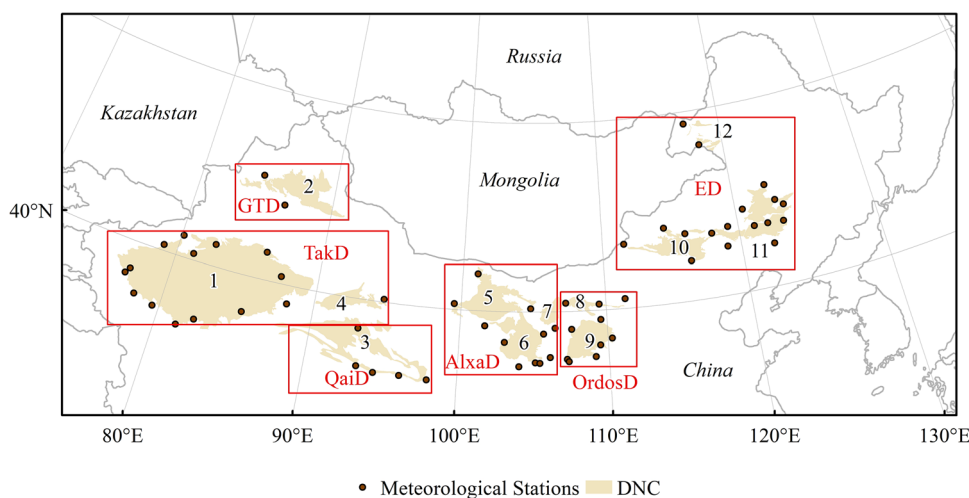 Russia
Kazakhstan
12
Mongolia
ED
2
GTD
40°N
TakD
10
11
1
5
7
8
4
6
9
3
AlxaD
OrdosD
China
QaiD
80°E
90°E
100°E
110°E
120°E
130°E
Meteorological Stations
DNC